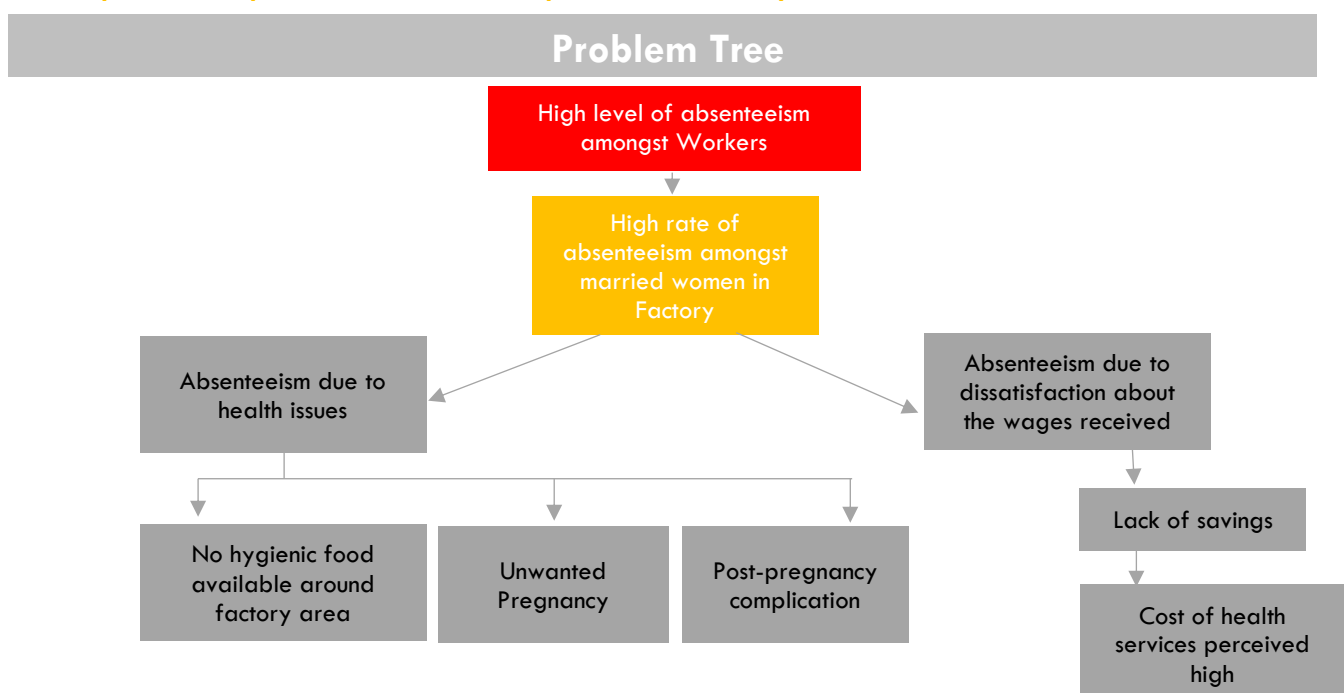 Problem Tree
High level of absenteeism
amongst Workers
High rate of
absenteeism amongst
married women in
Factory
Absenteeism due to
health issues
Absenteeism due to
dissatisfaction about
the wages received
No hygienic food
available around
factory area
Unwanted
Pregnancy
Post-pregnancy
complication
Lack of savings
Cost of health
services perceived
high